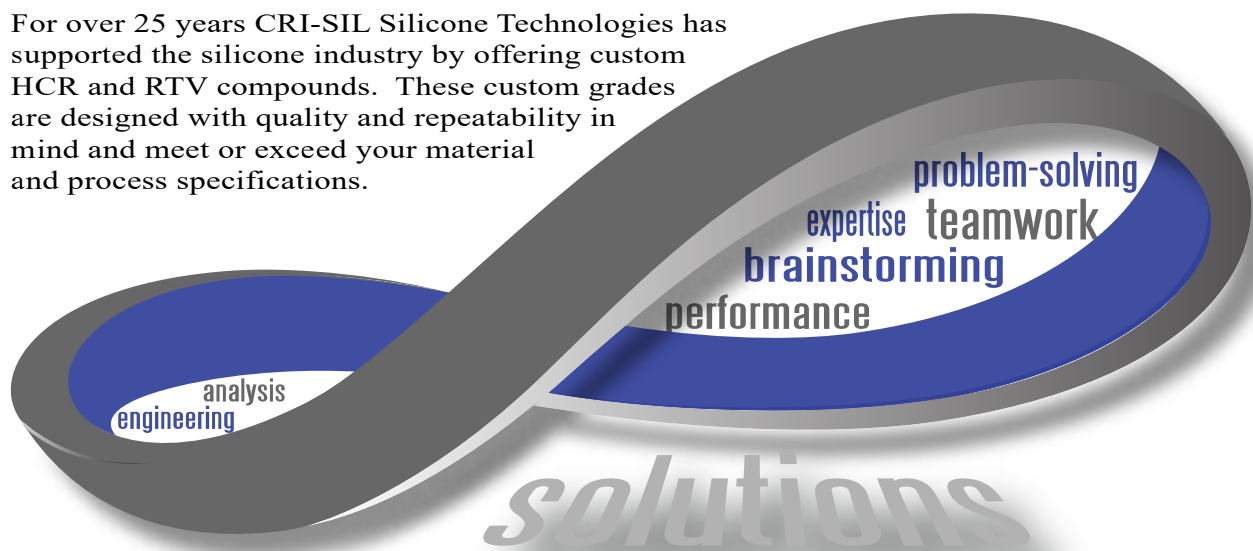 For over 25 years CRI-SIL Silicone Technologies has
supported the silicone industry by offering custom
HCR and RTV compounds.  These custom grades
are designed with quality and repeatability in
mind and meet or exceed your material
and process specifications.
problem-solving
expertise teamwork
brainstorming
performance
analysis
engineering
solutions